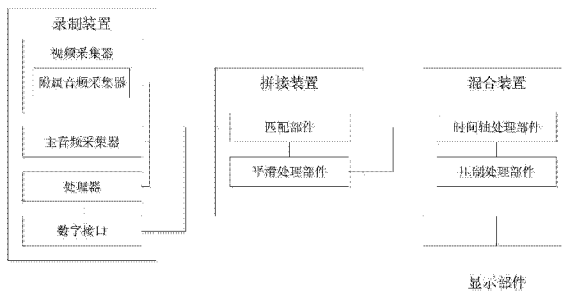 录制装置
视频采集器
附属音频采集器
主音频采集器
处理器
数字接口
拼接装置
匹配部件
平滑处理部件
混合装置
时间轴处理部件
压制处理部件
显示部件